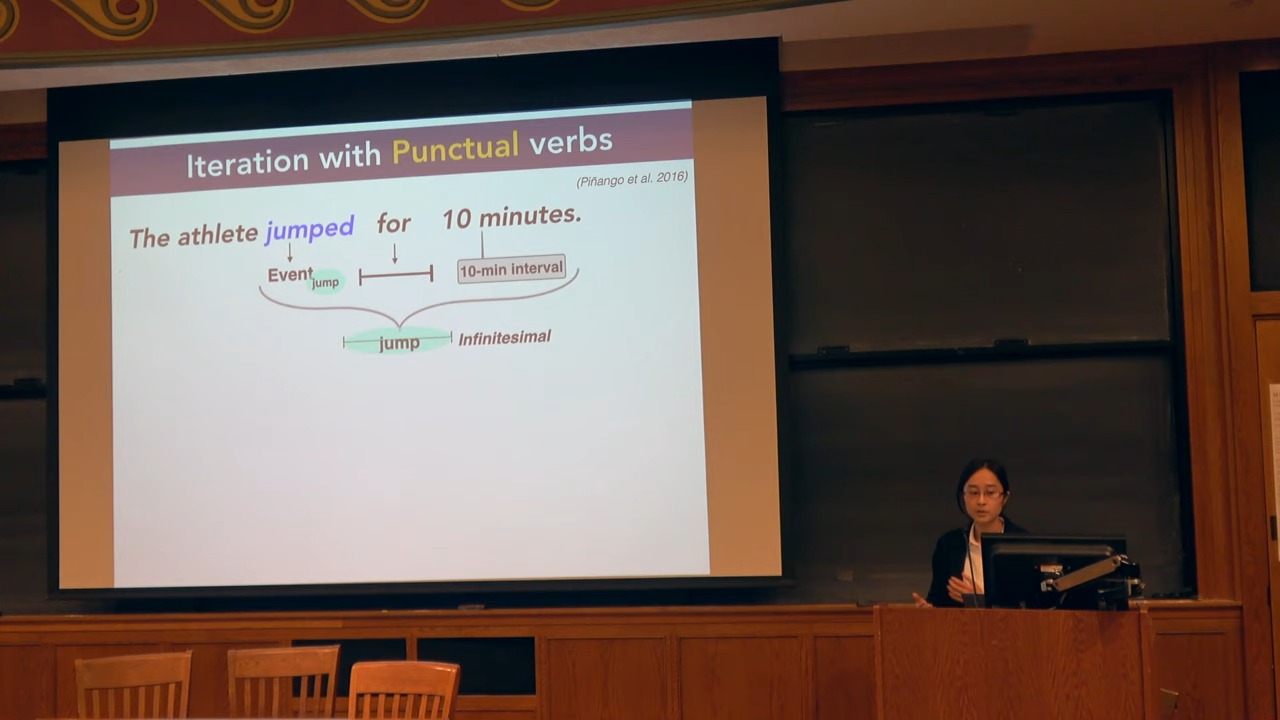 Iteration with Punctual verbs
(Piñango et al. 2016)
The athlete jumped for 10 minutes.
Event jump 10-min interval
jump Infinitesimal